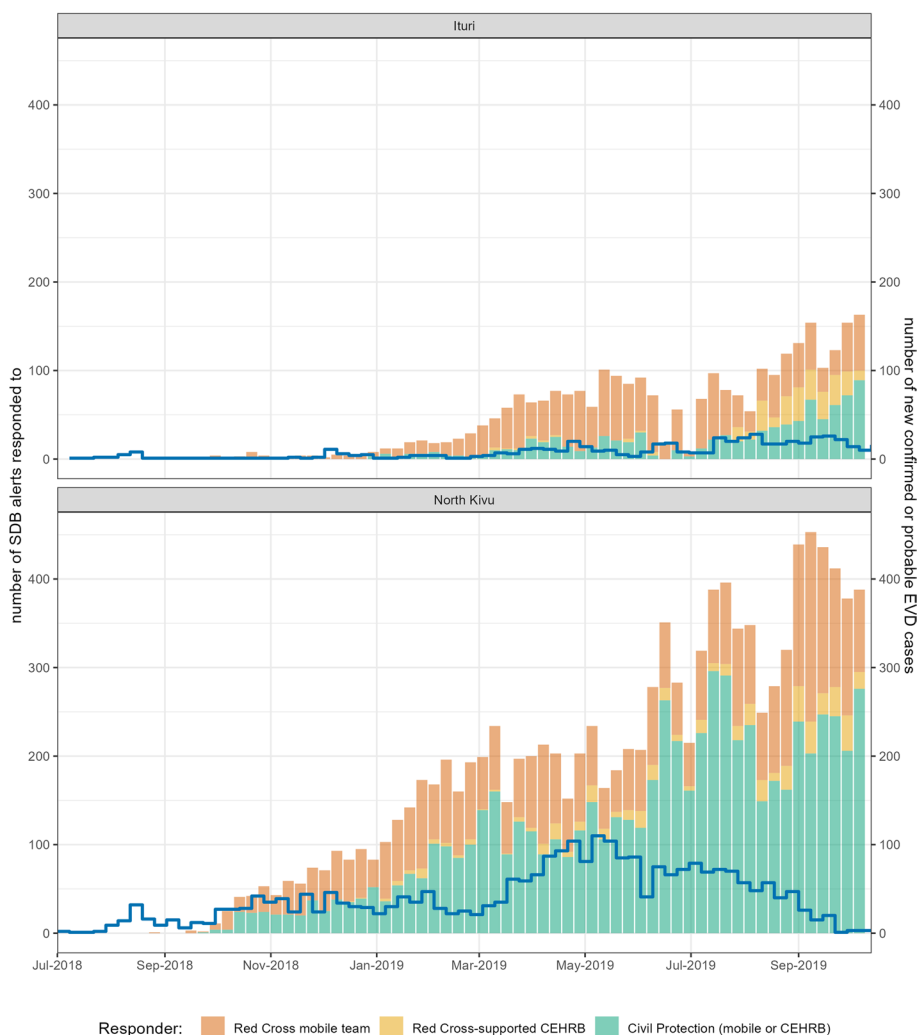 Ituri
400
300
200
100
0
400
300
200
100
0
North Kivu
400
300
200
100
0
400
300
200
100
0
number of SDB alerts responded to
number of new confirmed or probable EVD cases
Jul-2018
Sep-2018
Nov-2018
Jan-2019
Mar-2019
May-2019
Jul-2019
Sep-2019
Responder:
Red Cross mobile team
Red Cross-supported CEHRB
Civil Protection (mobile or CEHRB)